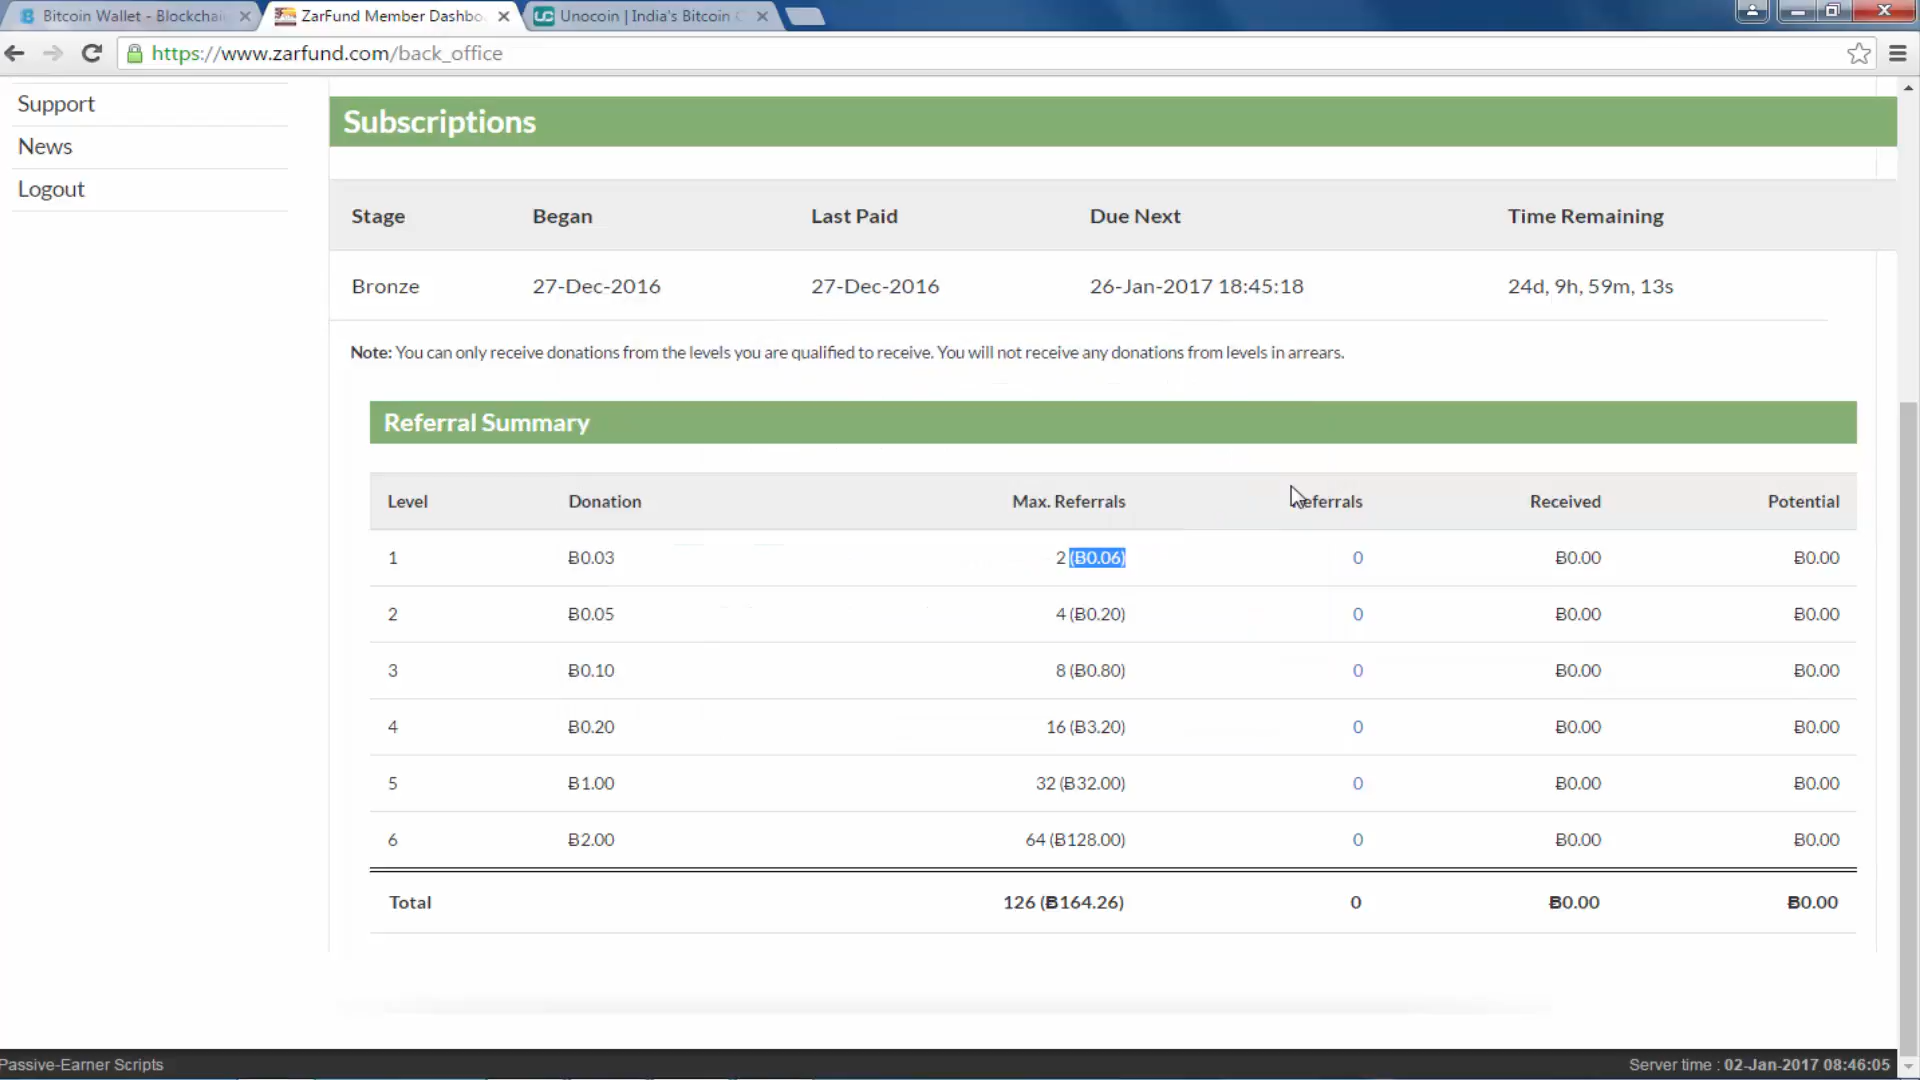 Bitcoin Wallet - Blockchai
ZarFund Member Dashbo
Unocoin | India's Bitcoin
https://www.zarfund.com/back_office
Support
News
Logout
Subscriptions
Stage Began Last Paid Due Next Time Remaining
Bronze 27-Dec-2016 27-Dec-2016 26-Jan-2017 18:45:18 24d, 9h, 59m, 13s
Note: You can only receive donations from the levels you are qualified to receive. You will not receive any donations from levels in arrears.
Referral Summary
Level Donation Max. Referrals Referrals Received Potential
1 Ƀ0.03 2 (Ƀ0.06) 0 Ƀ0.00 Ƀ0.00
2 Ƀ0.05 4 (Ƀ0.20) 0 Ƀ0.00 Ƀ0.00
3 Ƀ0.10 8 (Ƀ0.80) 0 Ƀ0.00 Ƀ0.00
4 Ƀ0.20 16 (Ƀ3.20) 0 Ƀ0.00 Ƀ0.00
5 Ƀ1.00 32 (Ƀ32.00) 0 Ƀ0.00 Ƀ0.00
6 Ƀ2.00 64 (Ƀ128.00) 0 Ƀ0.00 Ƀ0.00
Total 126 (Ƀ164.26) 0 Ƀ0.00 Ƀ0.00
Passive-Earner Scripts
Server time : 02-Jan-2017 08:46:05